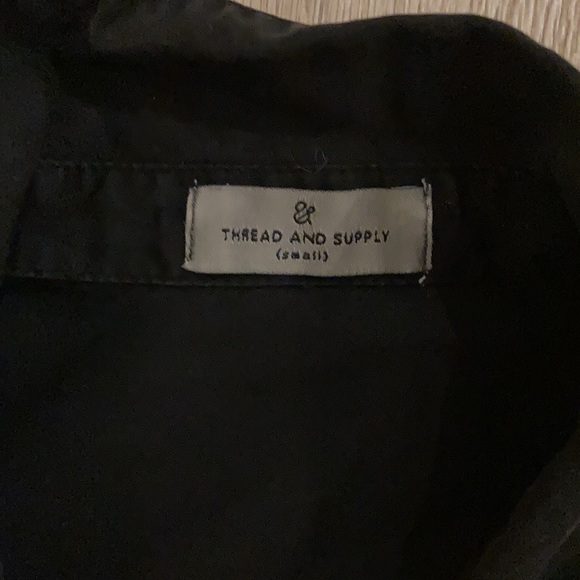 &
THREAD AND SUPPLY
(small)